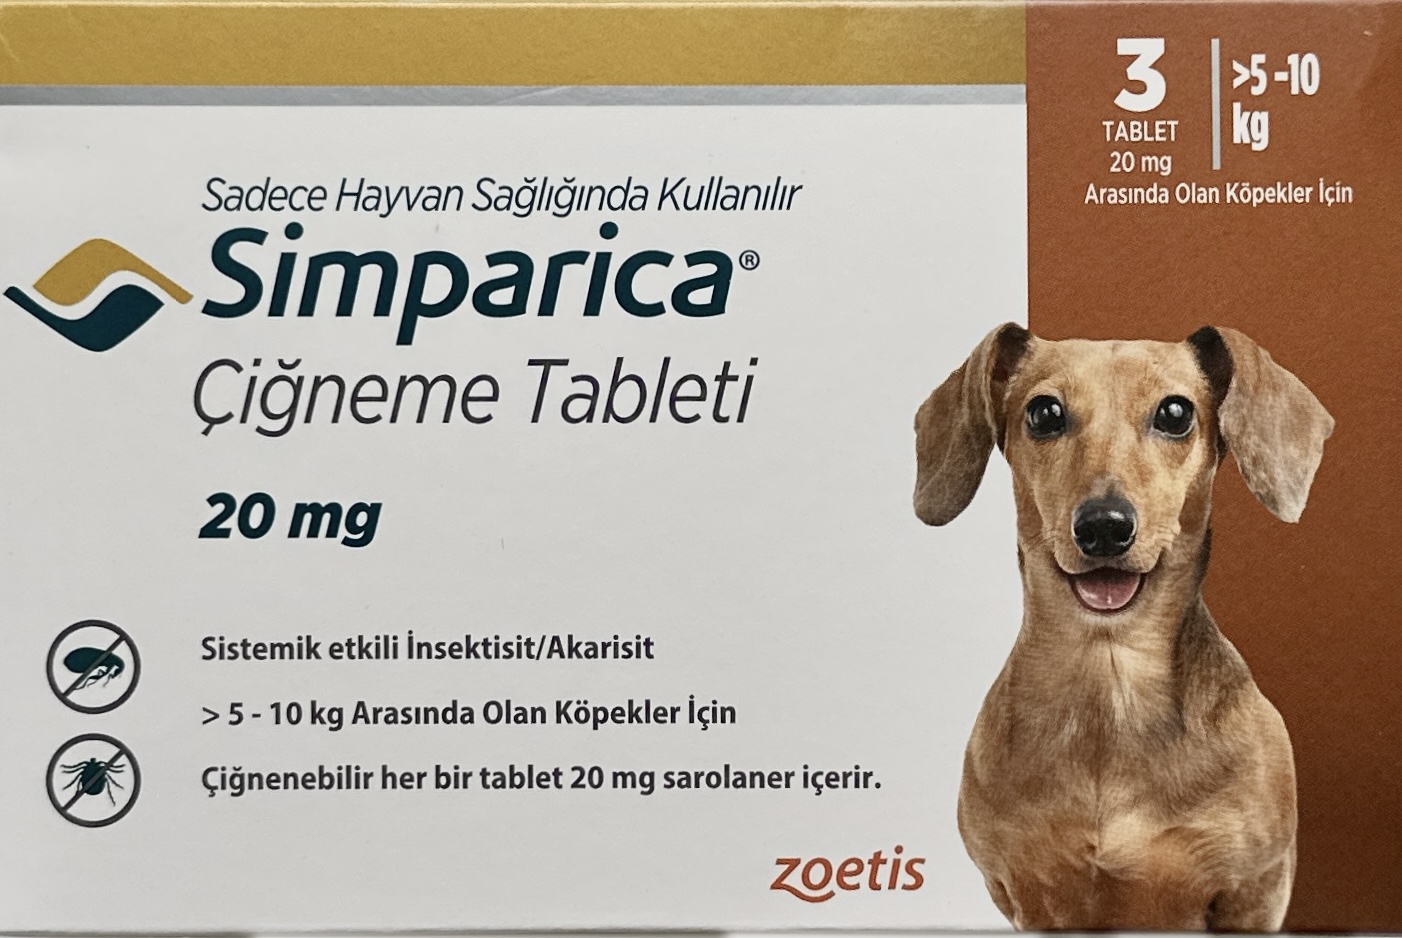 3
TABLET
20 mg
>5 -10
kg
Arasında Olan Köpekler İçin
Sadece Hayvan Sağlığında Kullanılır
Simparica®
Çiğneme Tableti
20 mg
Sistemik etkili İnsektisit/Akarisit
> 5 - 10 kg Arasında Olan Köpekler İçin
Çiğnenebilir her bir tablet 20 mg sarolaner içerir.
zoetis